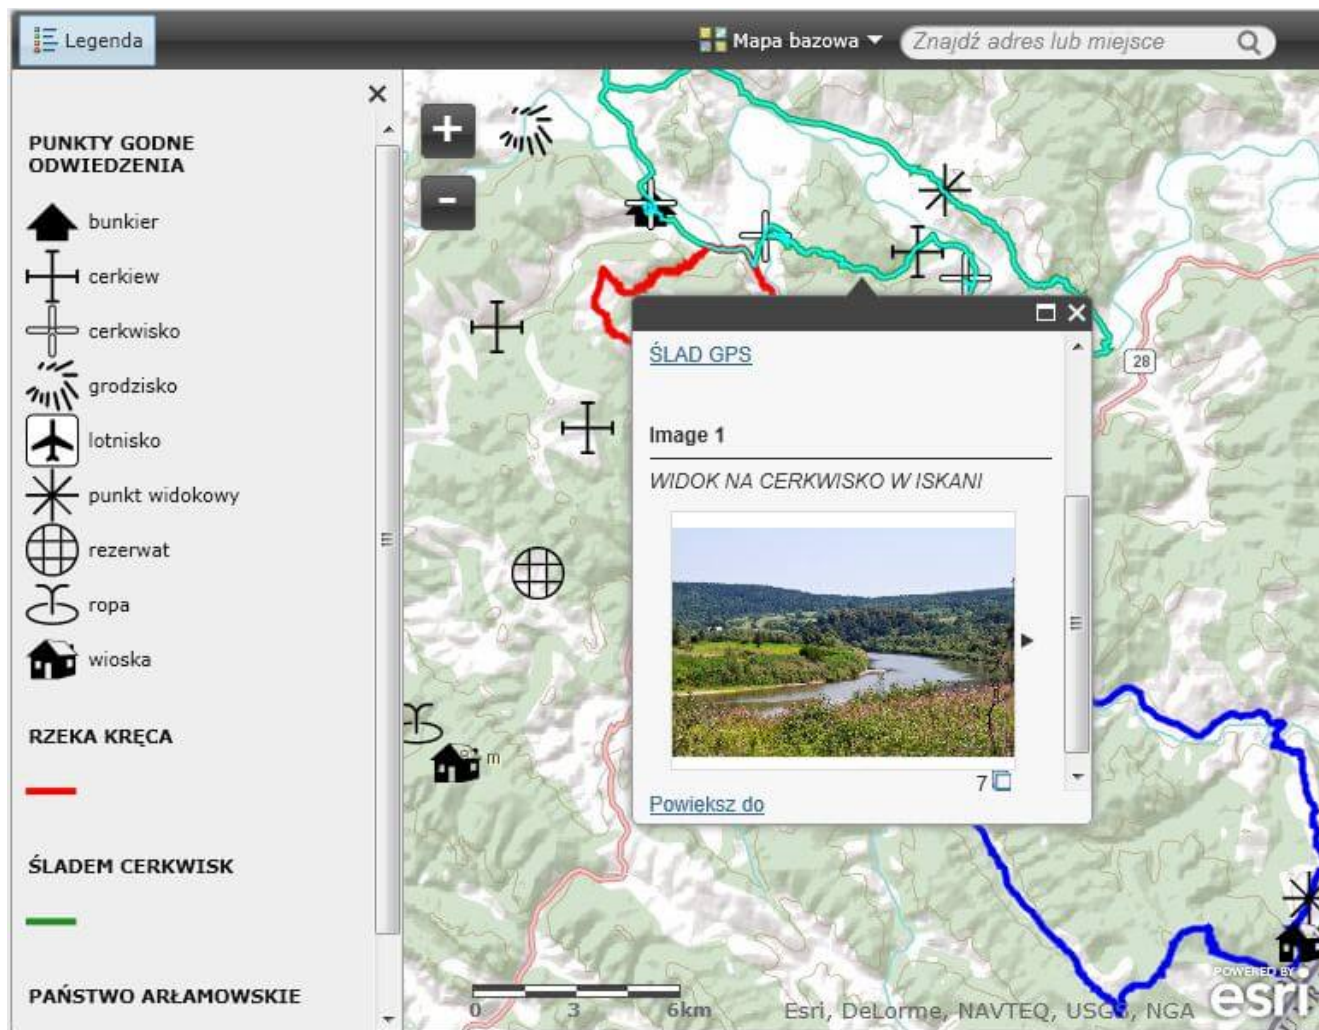 Legenda
Mapa bazowa
Znajdź adres lub miejsce
PUNKTY GODNE
ODWIEDZENIA
bunkier
cerkiew
cerkwisko
grodzisko
lotnisko
punkt widokowy
rezerwat
ropa
wioska
RZEKA KRĘCA
ŚLADEM CERKWISK
PAŃSTWO ARŁAMOWSKIE
+
-
28
ŚLAD GPS
Image 1
WIDOK NA CERKWISKO W ISKANI
7
Powiększ do
m
0 3 6km
Esri, DeLorme, NAVTEQ, USGS, NGA
POWERED BY
esri